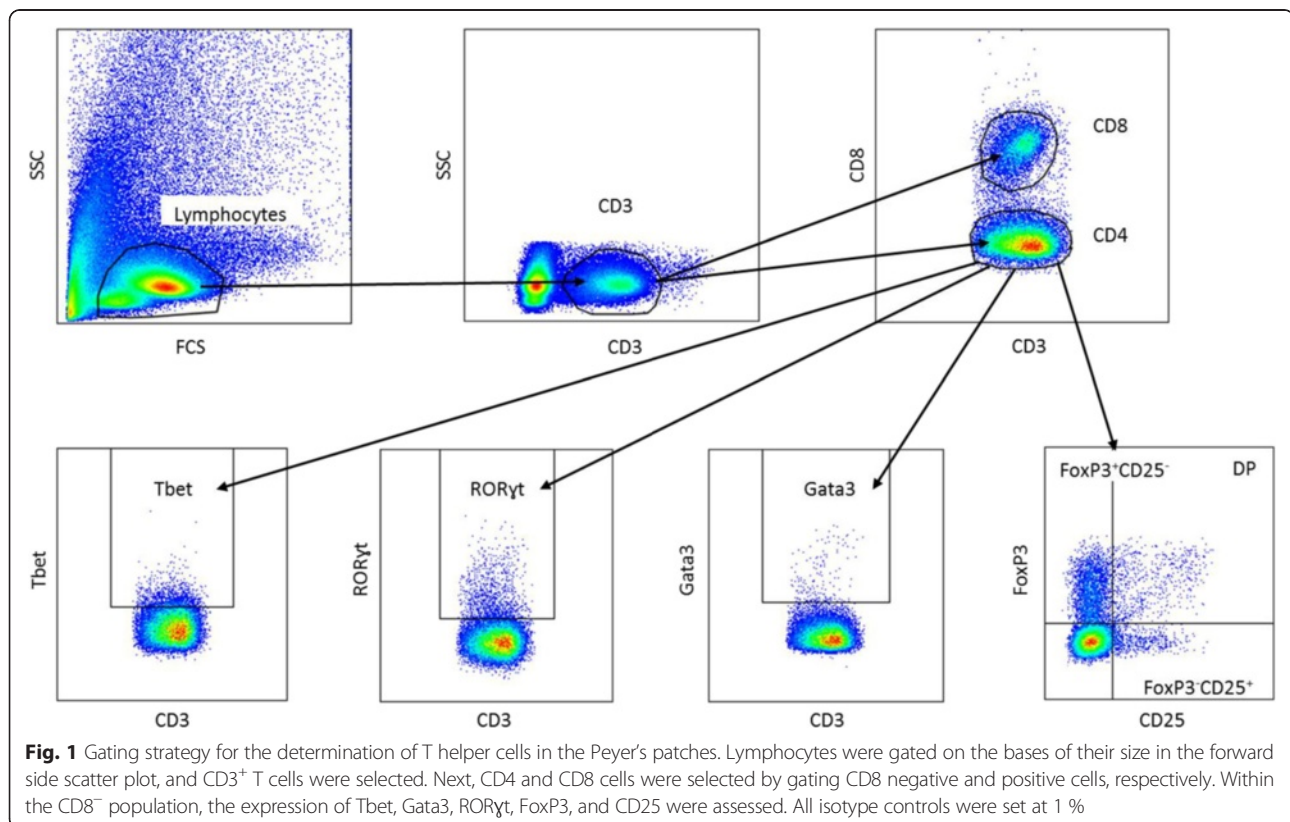 SSC
Lymphocytes
FCS
SSC
CD3
CD3
CD8
CD8
CD4
CD3
Tbet
Tbet
CD3
RORɣt
RORɣt
CD3
Gata3
Gata3
CD3
FoxP3⁺CD25⁻
DP
FoxP3
FoxP3⁻CD25⁺
CD25
Fig. 1 Gating strategy for the determination of T helper cells in the Peyer's patches. Lymphocytes were gated on the bases of their size in the forward
side scatter plot, and CD3⁺ T cells were selected. Next, CD4 and CD8 cells were selected by gating CD8 negative and positive cells, respectively. Within
the CD8⁻ population, the expression of Tbet, Gata3, RORɣt, FoxP3, and CD25 were assessed. All isotype controls were set at 1 %